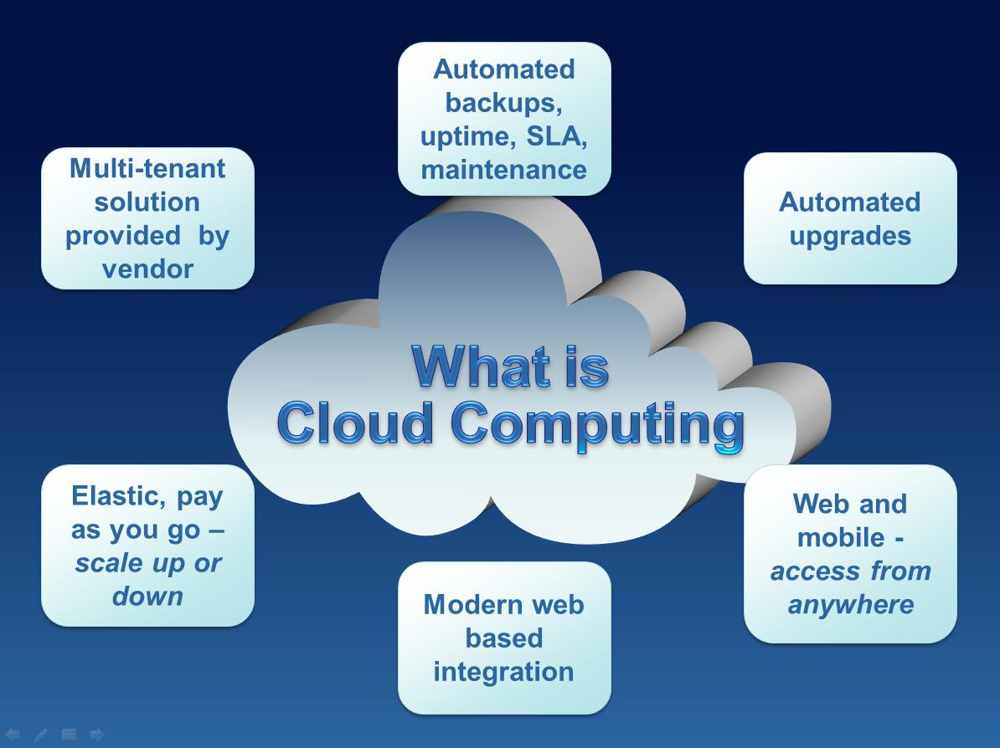 Automated
backups,
uptime, SLA,
maintenance
Multi-tenant
solution
provided  by
vendor
Automated
upgrades
What is
Cloud Computing
Elastic, pay
as you go –
scale up or
down
Web and
mobile -
access from
anywhere
Modern web
based
integration